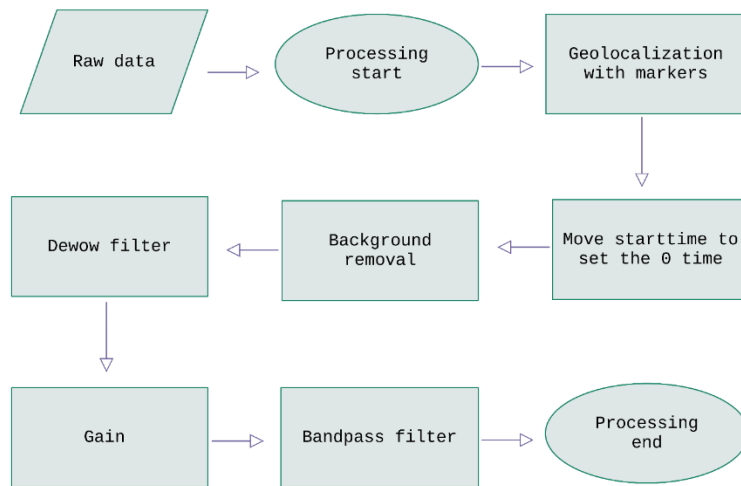 Raw data
Processing
start
Geolocalization
with markers
Move starttime to
set the 0 time
Background
removal
Dewow filter
Gain
Bandpass filter
Processing
end